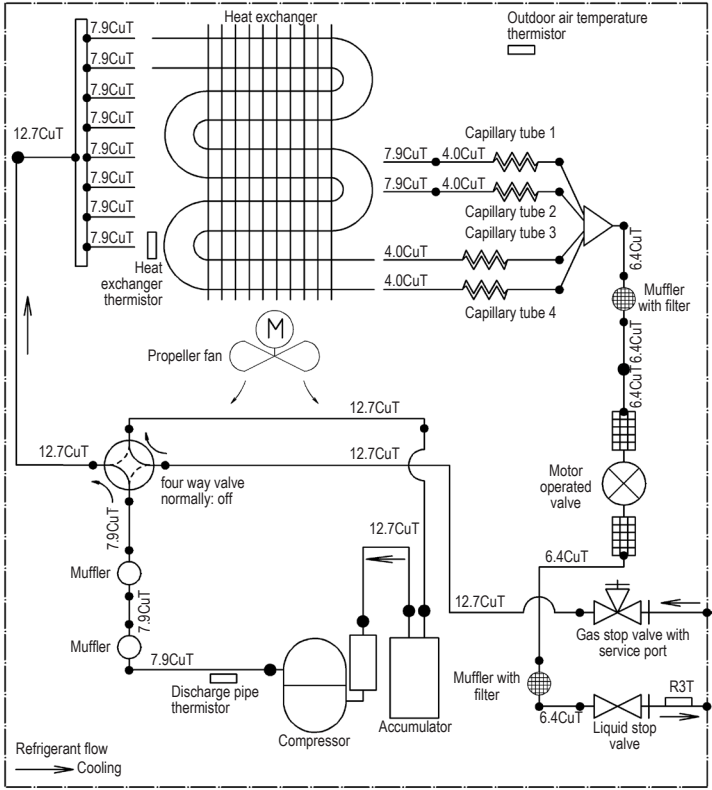 Heat exchanger
Outdoor air temperature
thermistor
7.9CuT
7.9CuT
7.9CuT
7.9CuT
12.7CuT
7.9CuT
7.9CuT
7.9CuT
7.9CuT
Heat
exchanger
thermistor
Capillary tube 1
7.9CuT
4.0CuT
7.9CuT
4.0CuT
Capillary tube 2
Capillary tube 3
4.0CuT
4.0CuT
Capillary tube 4
6.4CuT
Muffler
with filter
6.4CuT
6.4CuT
M
Propeller fan
12.7CuT
12.7CuT
12.7CuT
four way valve
normally: off
Motor
operated
valve
7.9CuT
Muffler
7.9CuT
Muffler
7.9CuT
Discharge pipe
thermistor
12.7CuT
Compressor
Accumulator
6.4CuT
12.7CuT
Gas stop valve with
service port
Muffler with
filter
R3T
6.4CuT
Liquid stop
valve
Refrigerant flow
Cooling